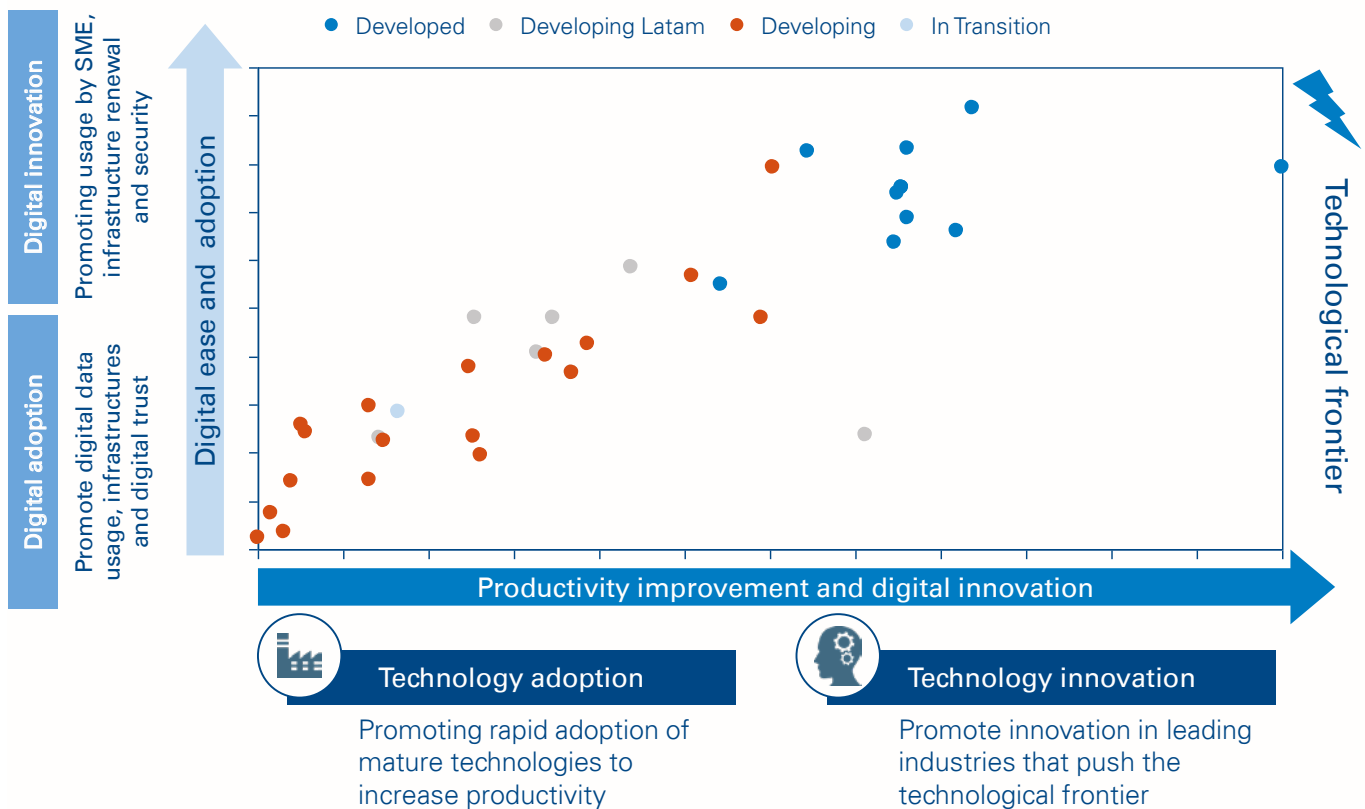 Developed
Developing Latam
Developing
In Transition
Digital innovation
Promoting usage by SME,
infrastructure renewal
and security
Digital adoption
Promote digital data
usage, infrastructures
and digital trust
Digital ease and adoption
Technological frontier
Productivity improvement and digital innovation
Technology adoption
Promoting rapid adoption of
mature technologies to
increase productivity
Technology innovation
Promote innovation in leading
industries that push the
technological frontier